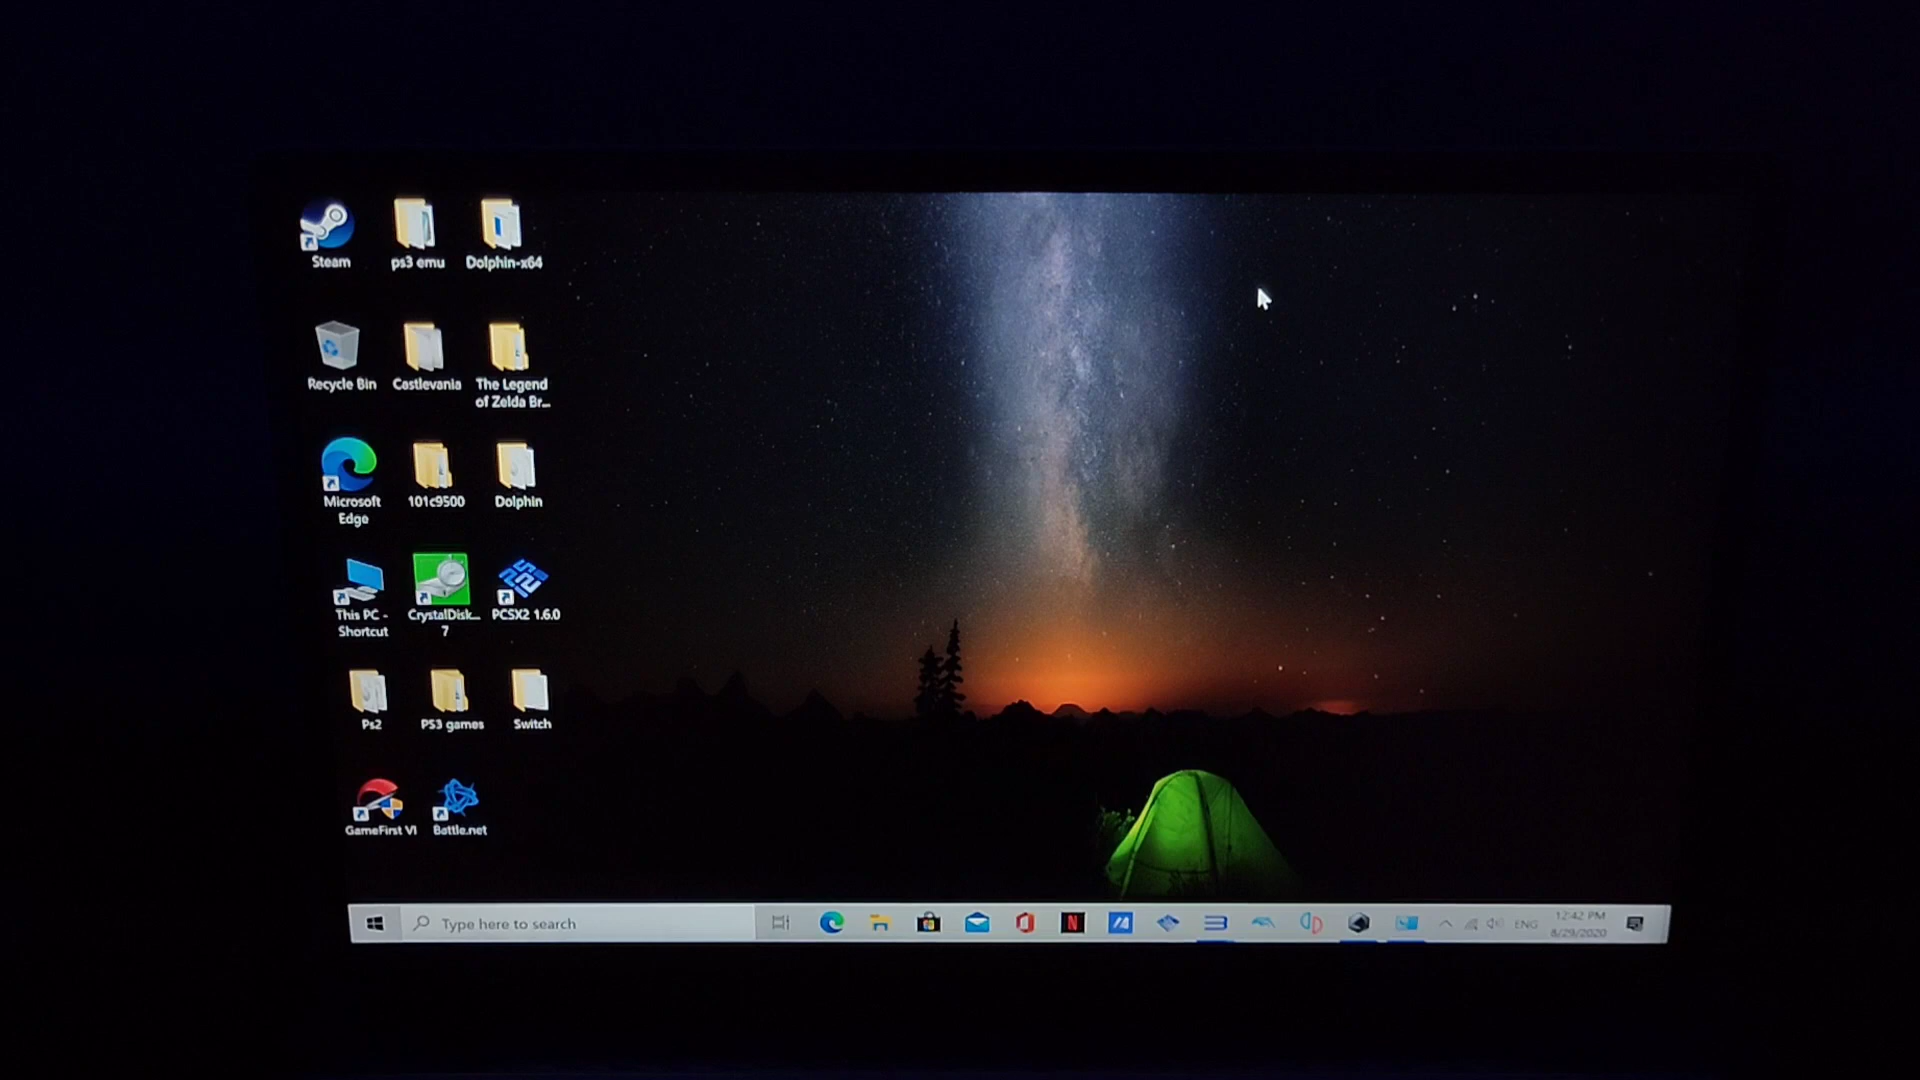 Steam
ps3 emu
Dolphin-x64
Recycle Bin
Castlevania
The Legend
of Zelda Br...
Microsoft
Edge
101c9500
Dolphin
This PC -
Shortcut
CrystalDisk...
7
PCSX2 1.6.0
Ps2
PS3 games
Switch
GameFirst VI
Battle.net
Type here to search
N
ENG
12:42 PM
8/29/2020